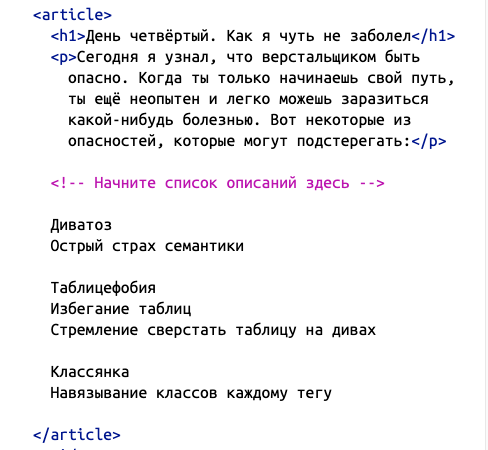 <article>
<h1>День четвёртый. Как я чуть не заболел</h1>
<p>Сегодня я узнал, что верстальщиком быть
опасно. Когда ты только начинаешь свой путь,
ты ещё неопытен и легко можешь заразиться
какой-нибудь болезнью. Вот некоторые из
опасностей, которые могут подстерегать:</p>
<!-- Начните список описаний здесь -->
Диватоз
Острый страх семантики
Таблицефобия
Избегание таблиц
Стремление сверстать таблицу на дивах
Классянка
Навязывание классов каждому тегу
</article>